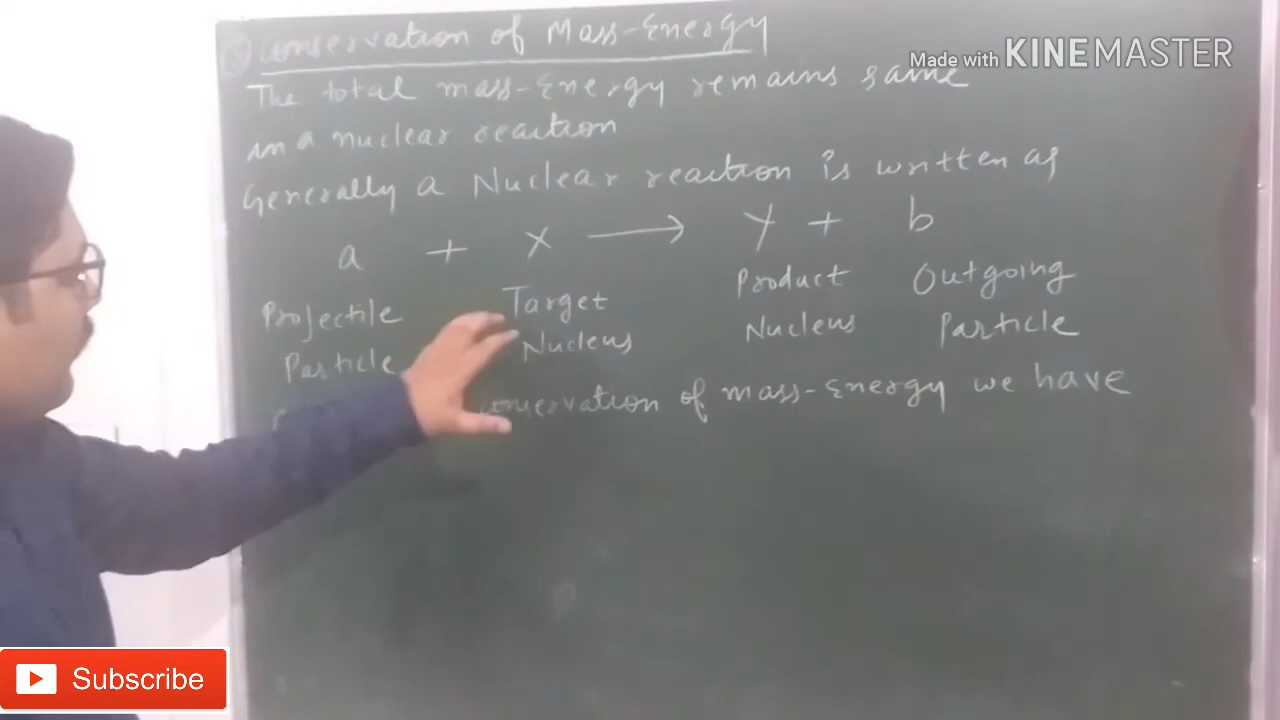 Conservation of Mass-Energy
Made with KINEMASTER
The total mass-Energy remains same
in a nuclear reaction
Generally a Nuclear reaction is written as
a + x → y + b
Projectile Target Product Outgoing
Particle Nucleus Nucleus Particle
conservation of mass-Energy we have
Subscribe